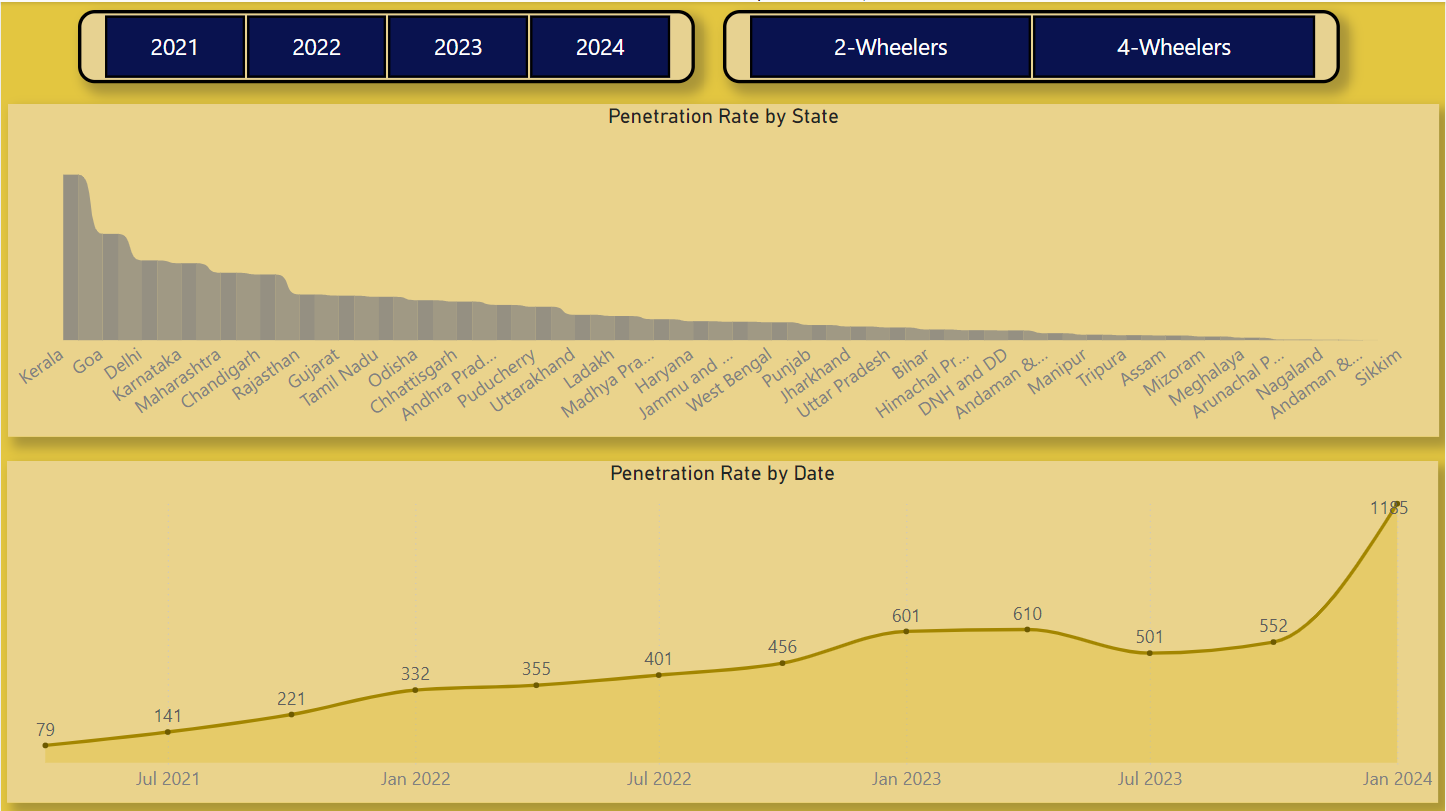 2021 2022 2023 2024 2-Wheelers 4-Wheelers
Penetration Rate by State
Kerala
Goa
Delhi
Karnataka
Maharashtra
Chandigarh
Rajasthan
Gujarat
Tamil Nadu
Odisha
Chhattisgarh
Andhra Prad...
Puducherry
Uttarakhand
Ladakh
Madhya Pra...
Haryana
Jammu and ...
West Bengal
Punjab
Jharkhand
Uttar Pradesh
Bihar
Himachal Pr...
DNH and DD
Andaman &...
Manipur
Tripura
Assam
Mizoram
Meghalaya
Arunachal P...
Nagaland
Andaman &...
Sikkim
Penetration Rate by Date
79
141
221
332
355
401
456
601
610
501
552
1185
Jul 2021 Jan 2022 Jul 2022 Jan 2023 Jul 2023 Jan 2024